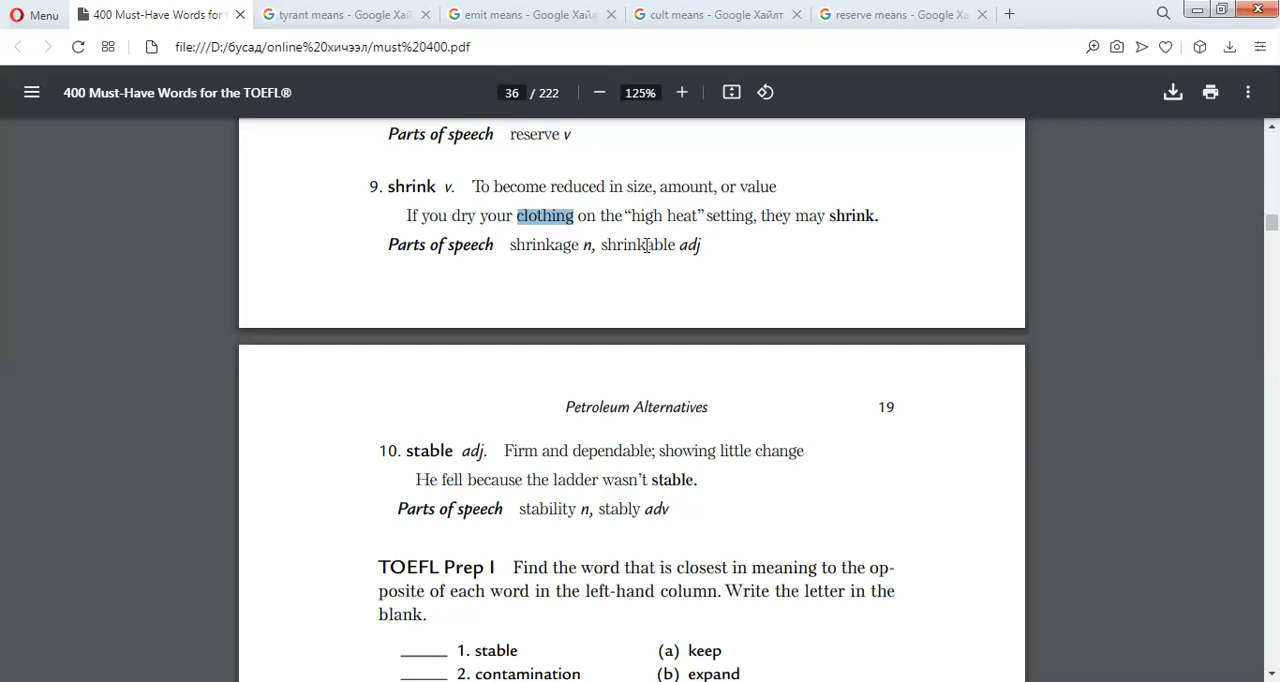 Menu
400 Must-Have Words for t
tyrant means - Google Хай
emit means - Google Хайл
cult means - Google Хайлт
reserve means - Google Ха
file:///D:/бусад/online%20хичээл/must%20400.pdf
400 Must-Have Words for the TOEFL®
36 / 222
125%
Parts of speech reserve v
9. shrink v. To become reduced in size, amount, or value
If you dry your clothing on the “high heat” setting, they may shrink.
Parts of speech shrinkage n, shrinkable adj
Petroleum Alternatives 19
10. stable adj. Firm and dependable; showing little change
He fell because the ladder wasn’t stable.
Parts of speech stability n, stably adv
TOEFL Prep I Find the word that is closest in meaning to the op-
posite of each word in the left-hand column. Write the letter in the
blank.
_____ 1. stable (a) keep
_____ 2. contamination (b) expand